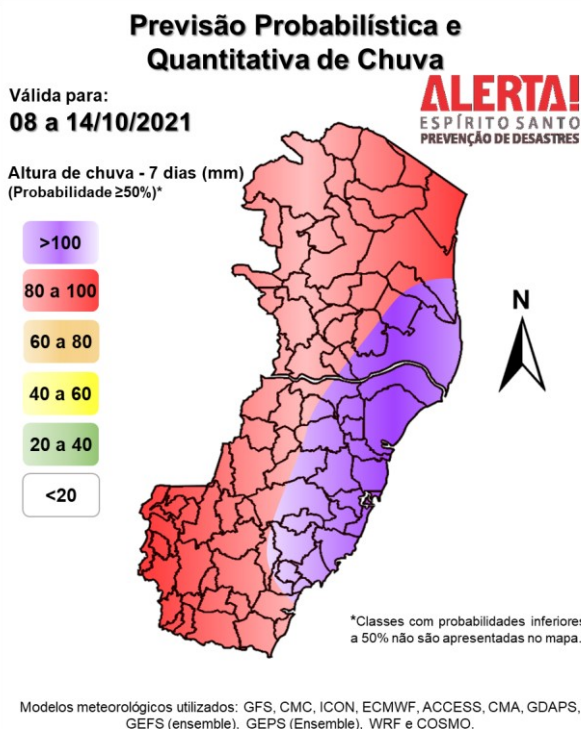 Previsão Probabilística e
Quantitativa de Chuva
Válida para:
08 a 14/10/2021
ALERTA!
ESPÍRITO SANTO
PREVENÇÃO DE DESASTRES
Altura de chuva - 7 dias (mm)
(Probabilidade ≥50%)*
>100
80 a 100
60 a 80
40 a 60
20 a 40
<20
N
*Classes com probabilidades inferiores
a 50% não são apresentadas no mapa.
Modelos meteorológicos utilizados: GFS, CMC, ICON, ECMWF, ACCESS, CMA, GDAPS,
GEFS (ensemble), GEPS (Ensemble), WRF e COSMO.